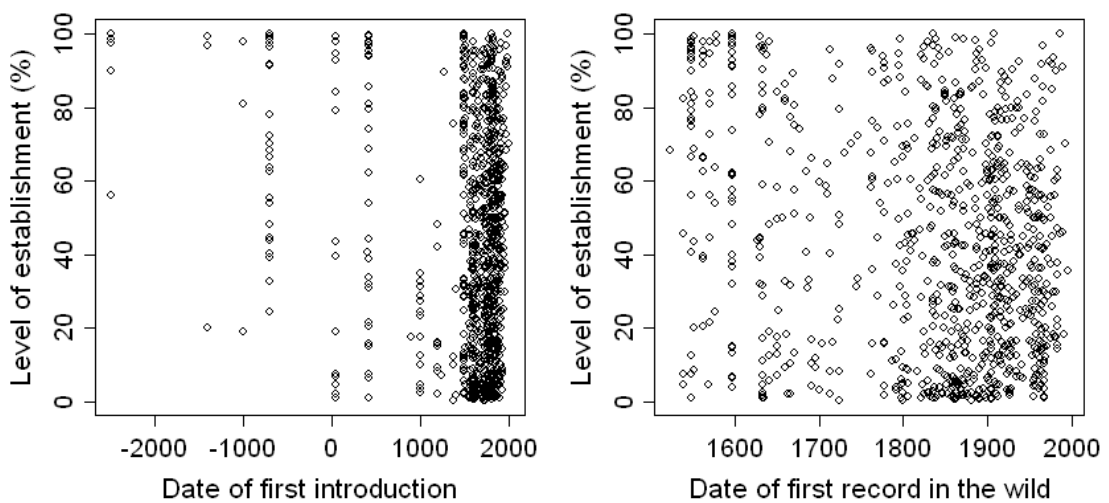 Level of establishment (%)
100
80
60
40
20
0
-2000 -1000 0 1000 2000
Date of first introduction
Level of establishment (%)
100
80
60
40
20
0
1600 1700 1800 1900 2000
Date of first record in the wild